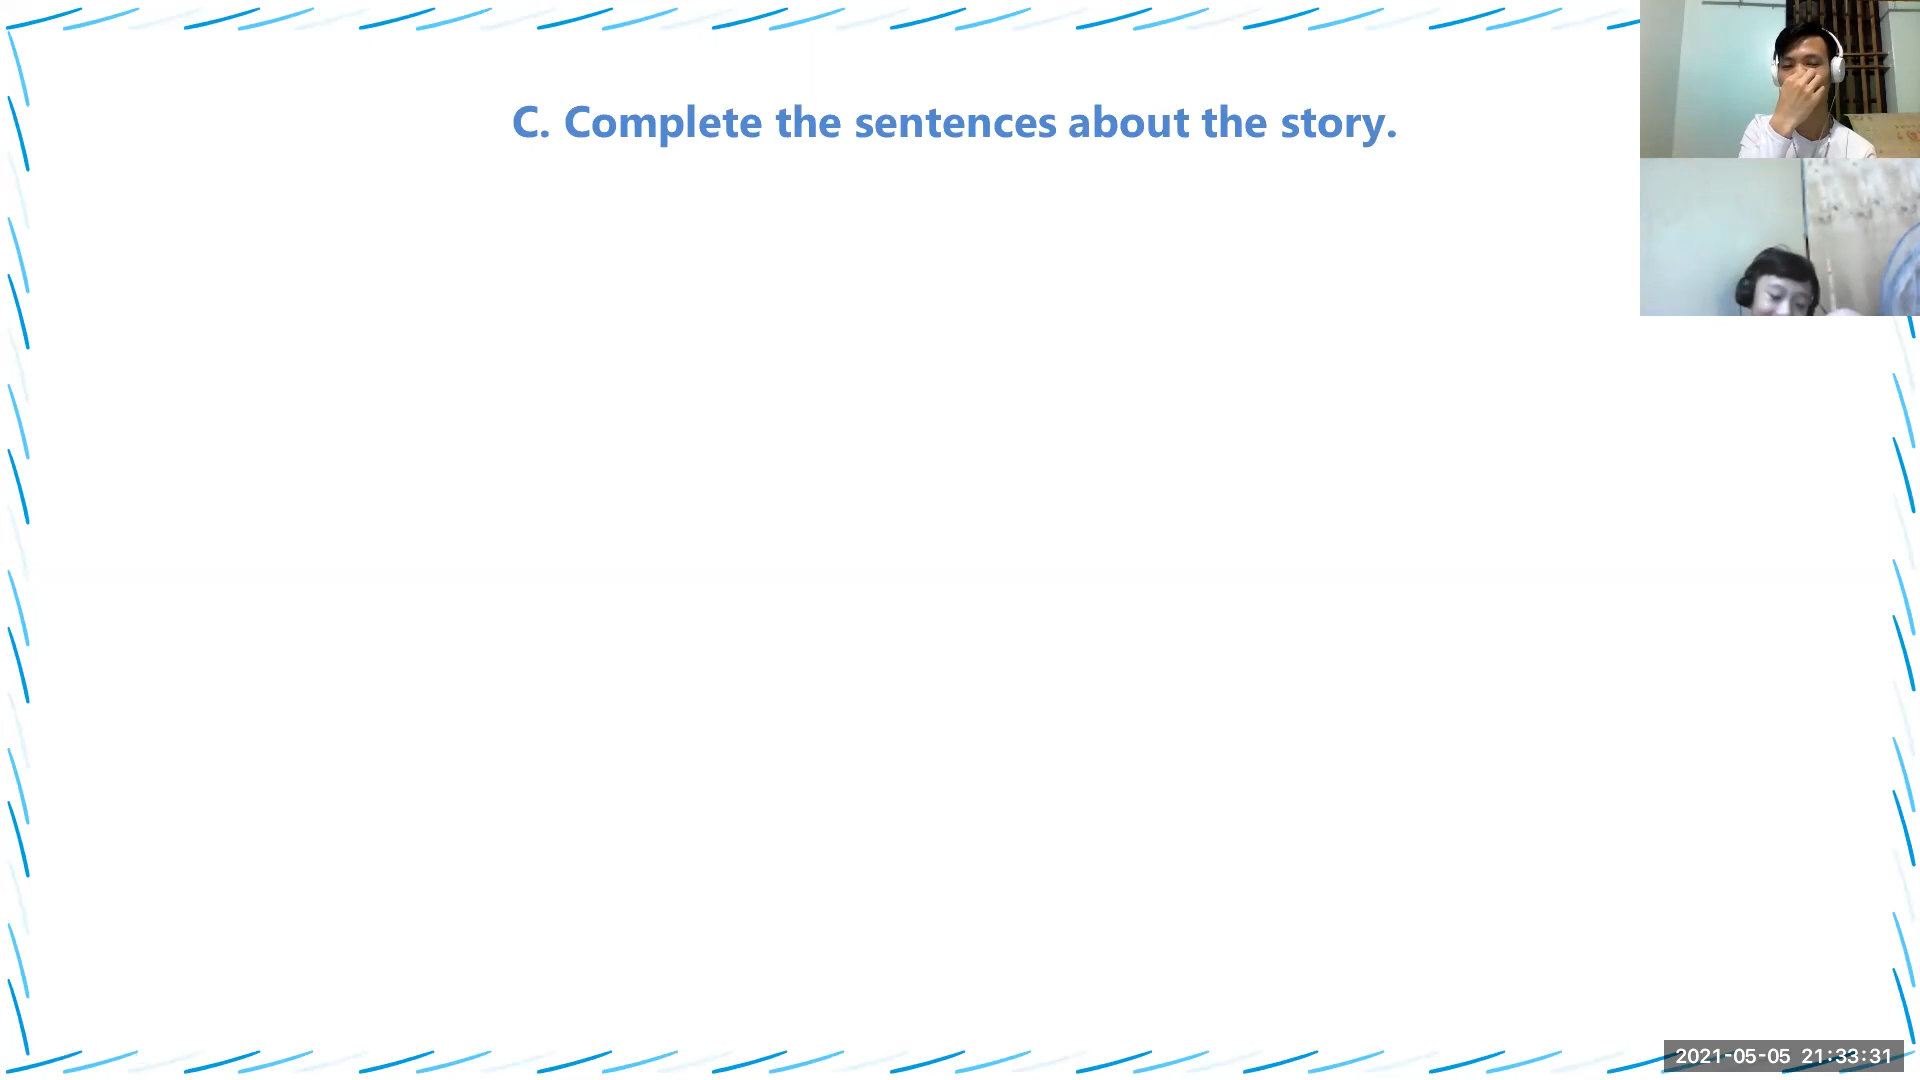 C. Complete the sentences about the story.
2021-05-05 21:33:31